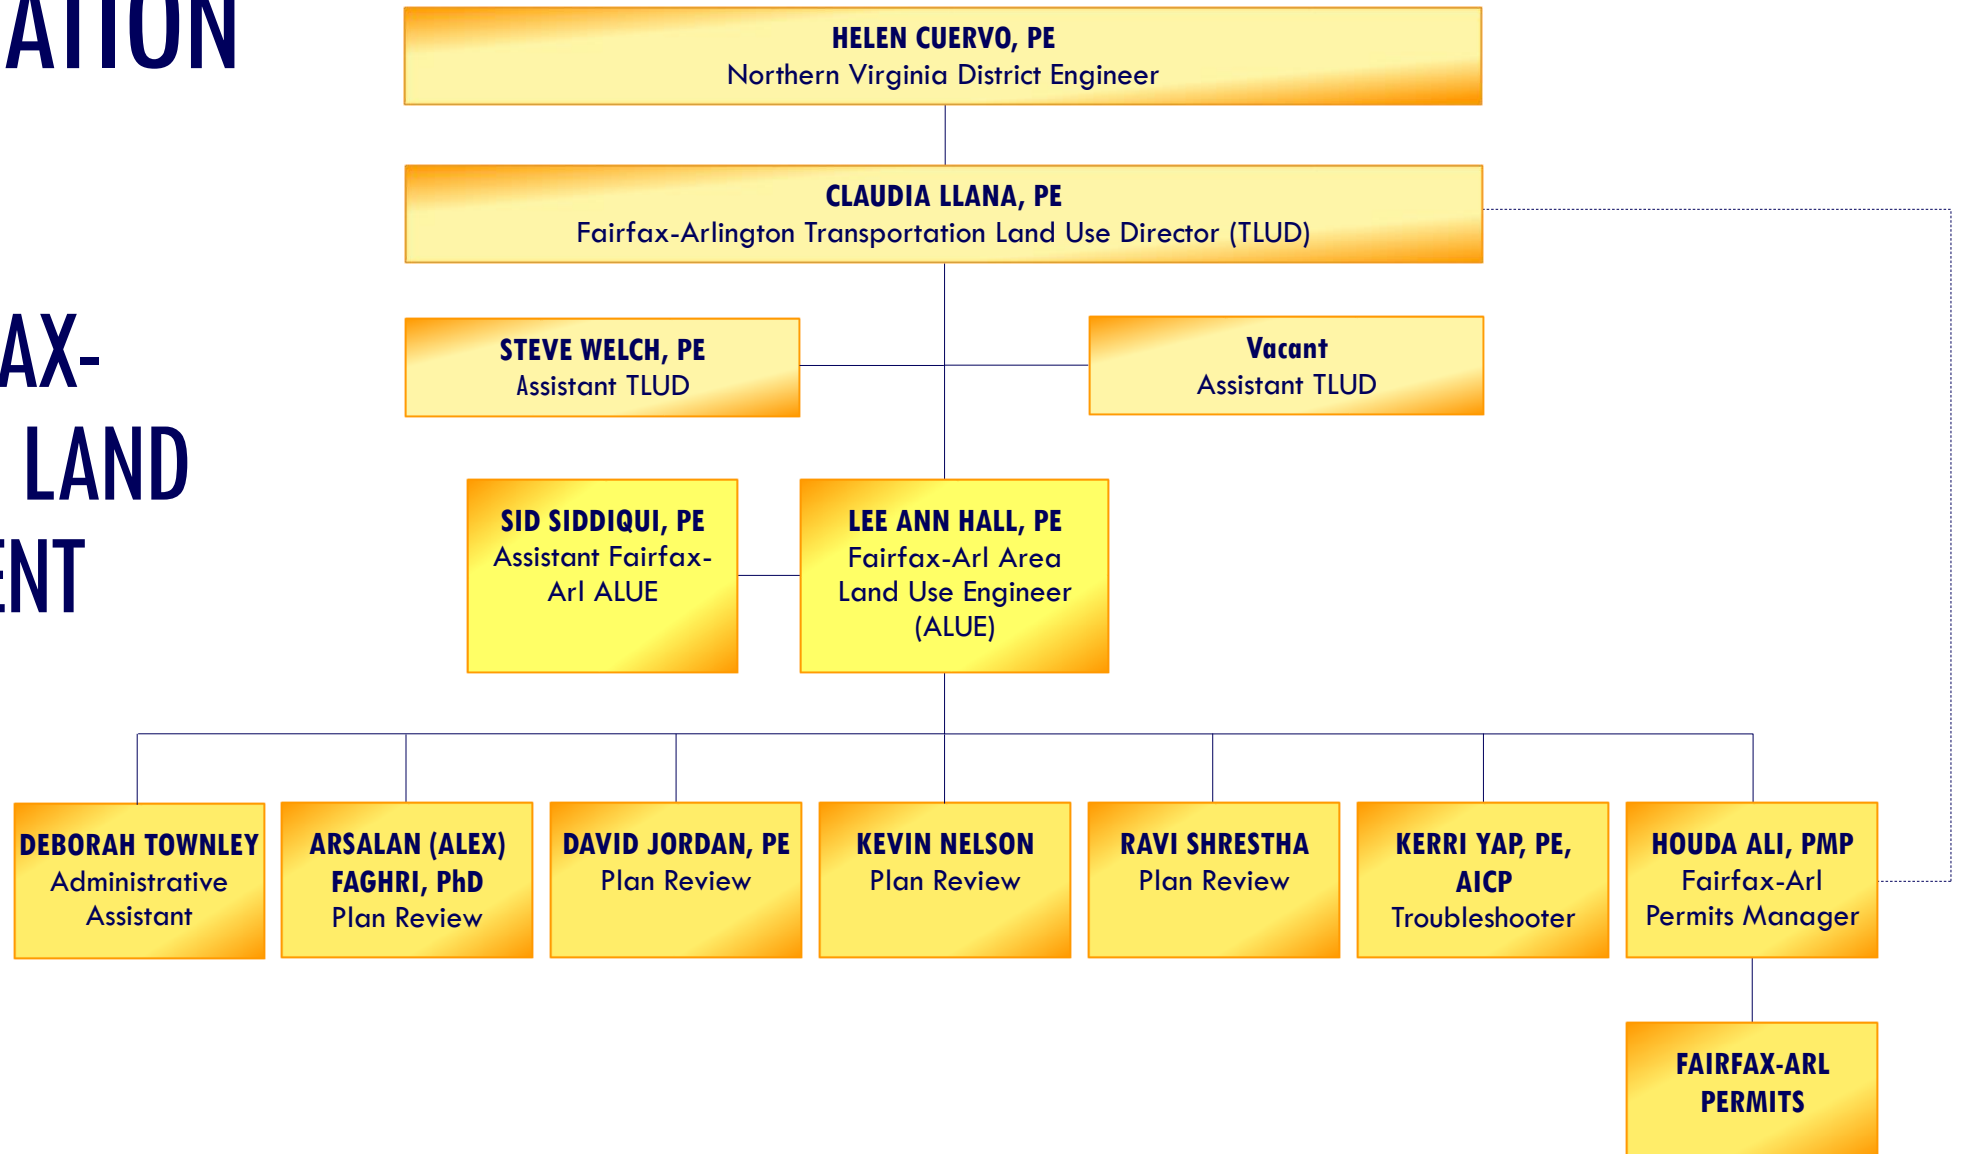 ATION
AX-
LAND
ENT
HELEN CUERVO, PE
Northern Virginia District Engineer
CLAUDIA LLANA, PE
Fairfax-Arlington Transportation Land Use Director (TLUD)
STEVE WELCH, PE
Assistant TLUD
Vacant
Assistant TLUD
SID SIDDIQUI, PE
Assistant Fairfax-
Arl ALUE
LEE ANN HALL, PE
Fairfax-Arl Area
Land Use Engineer
(ALUE)
DEBORAH TOWNLEY
Administrative
Assistant
ARSALAN (ALEX)
FAGHRI, PhD
Plan Review
DAVID JORDAN, PE
Plan Review
KEVIN NELSON
Plan Review
RAVI SHRESTHA
Plan Review
KERRI YAP, PE,
AICP
Troubleshooter
HOUDA ALI, PMP
Fairfax-Arl
Permits Manager
FAIRFAX-ARL
PERMITS